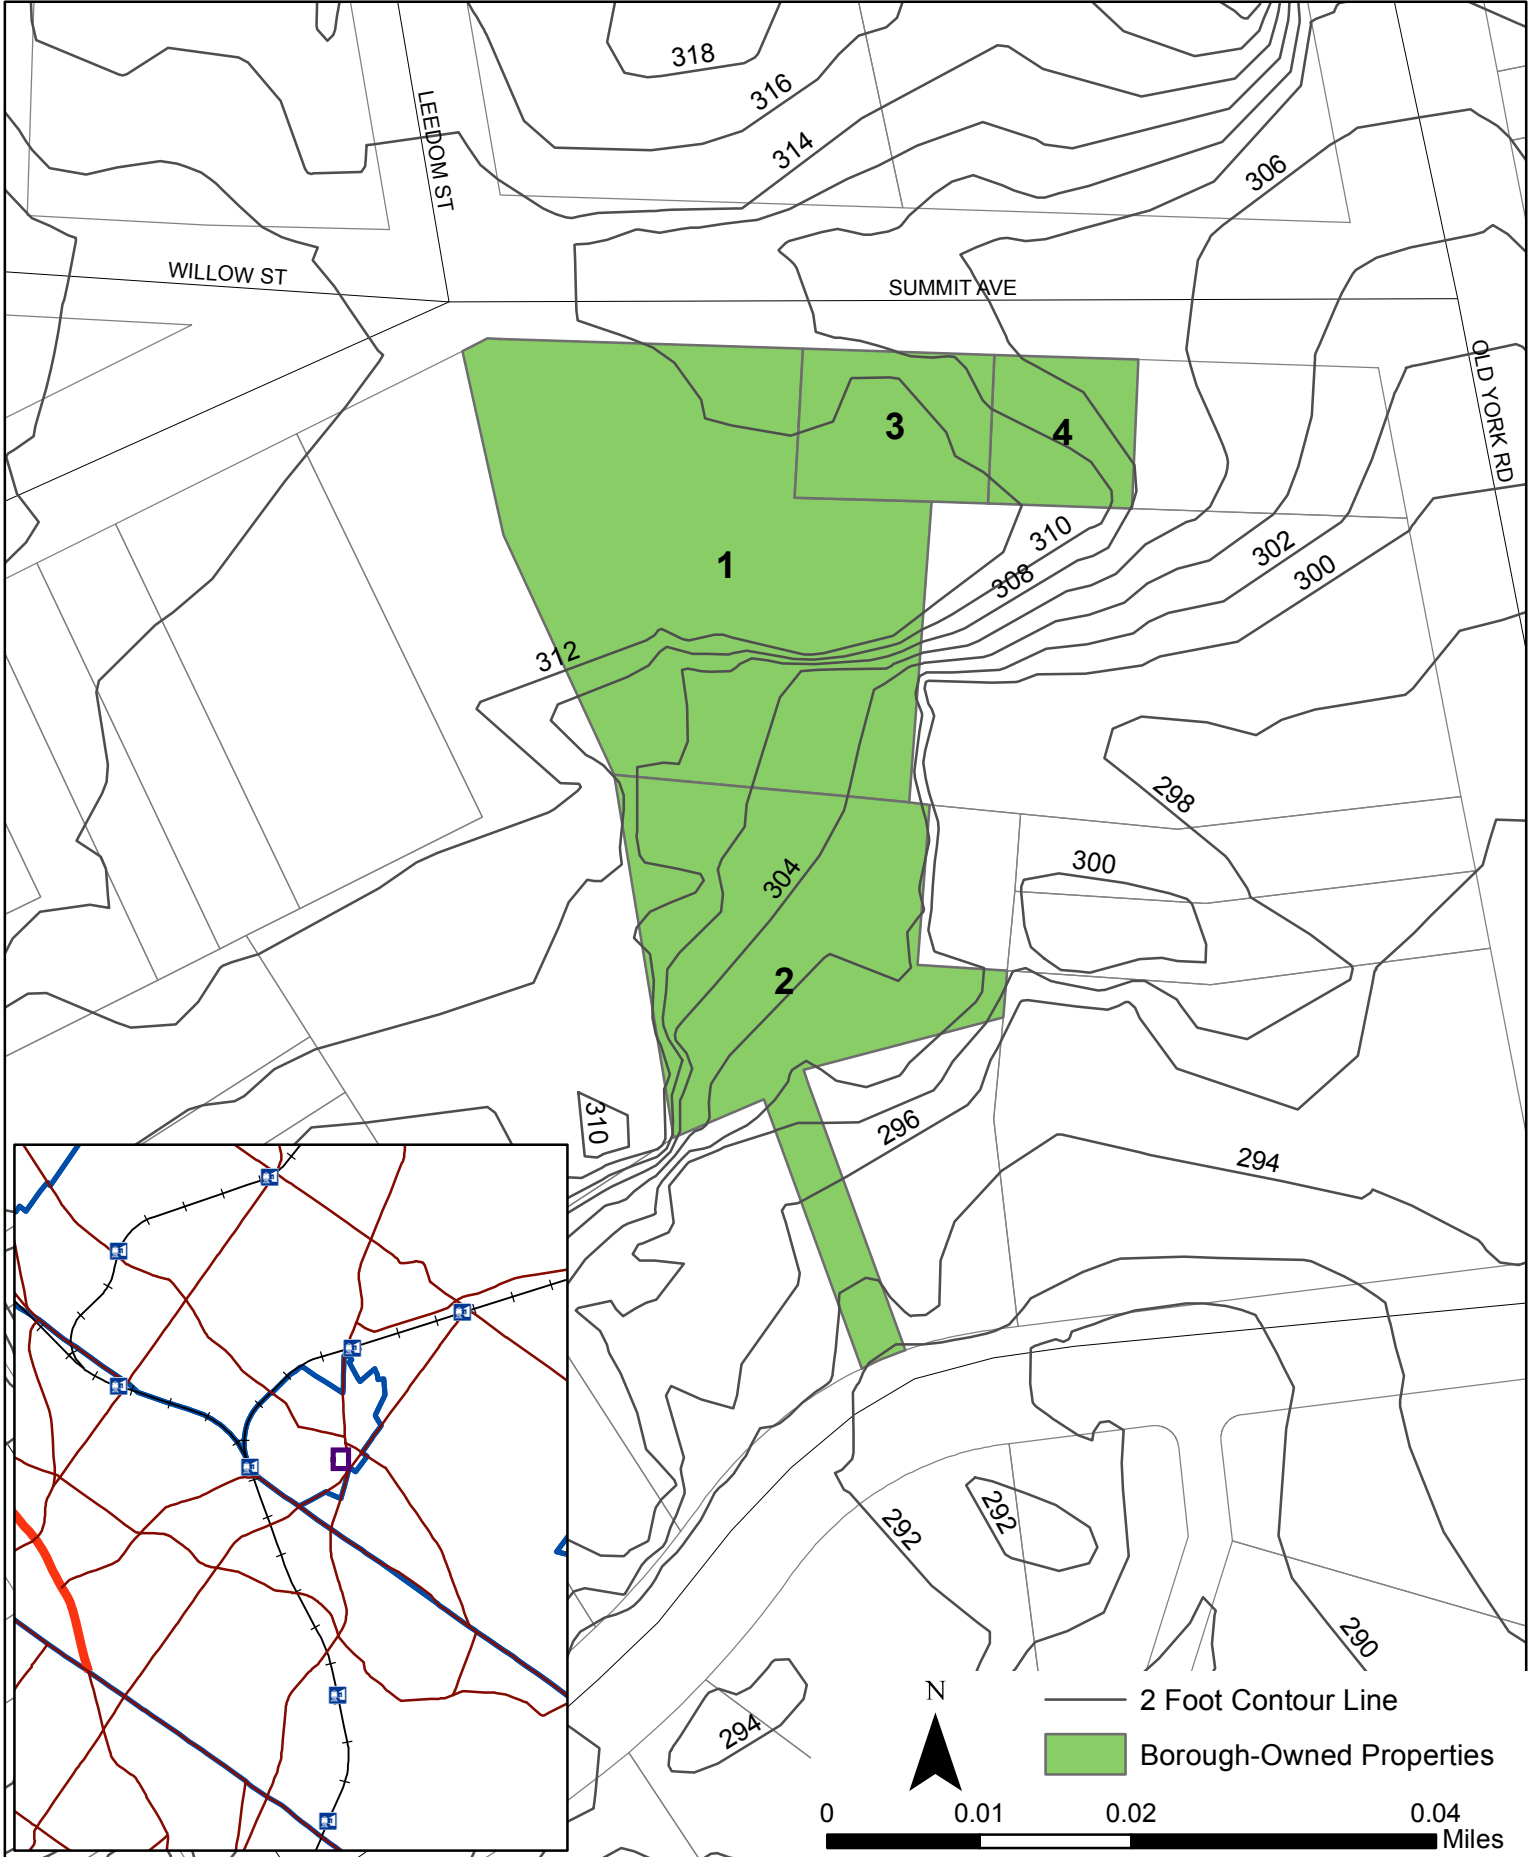 318
316
LEEDOM ST
314
306
WILLOW ST
SUMMIT AVE
OLD YORK RD
3
4
310
302
1
308
300
312
298
300
304
2
310
296
294
292
292
290
294
N
2 Foot Contour Line
Borough-Owned Properties
0 0.01 0.02 0.04
Miles